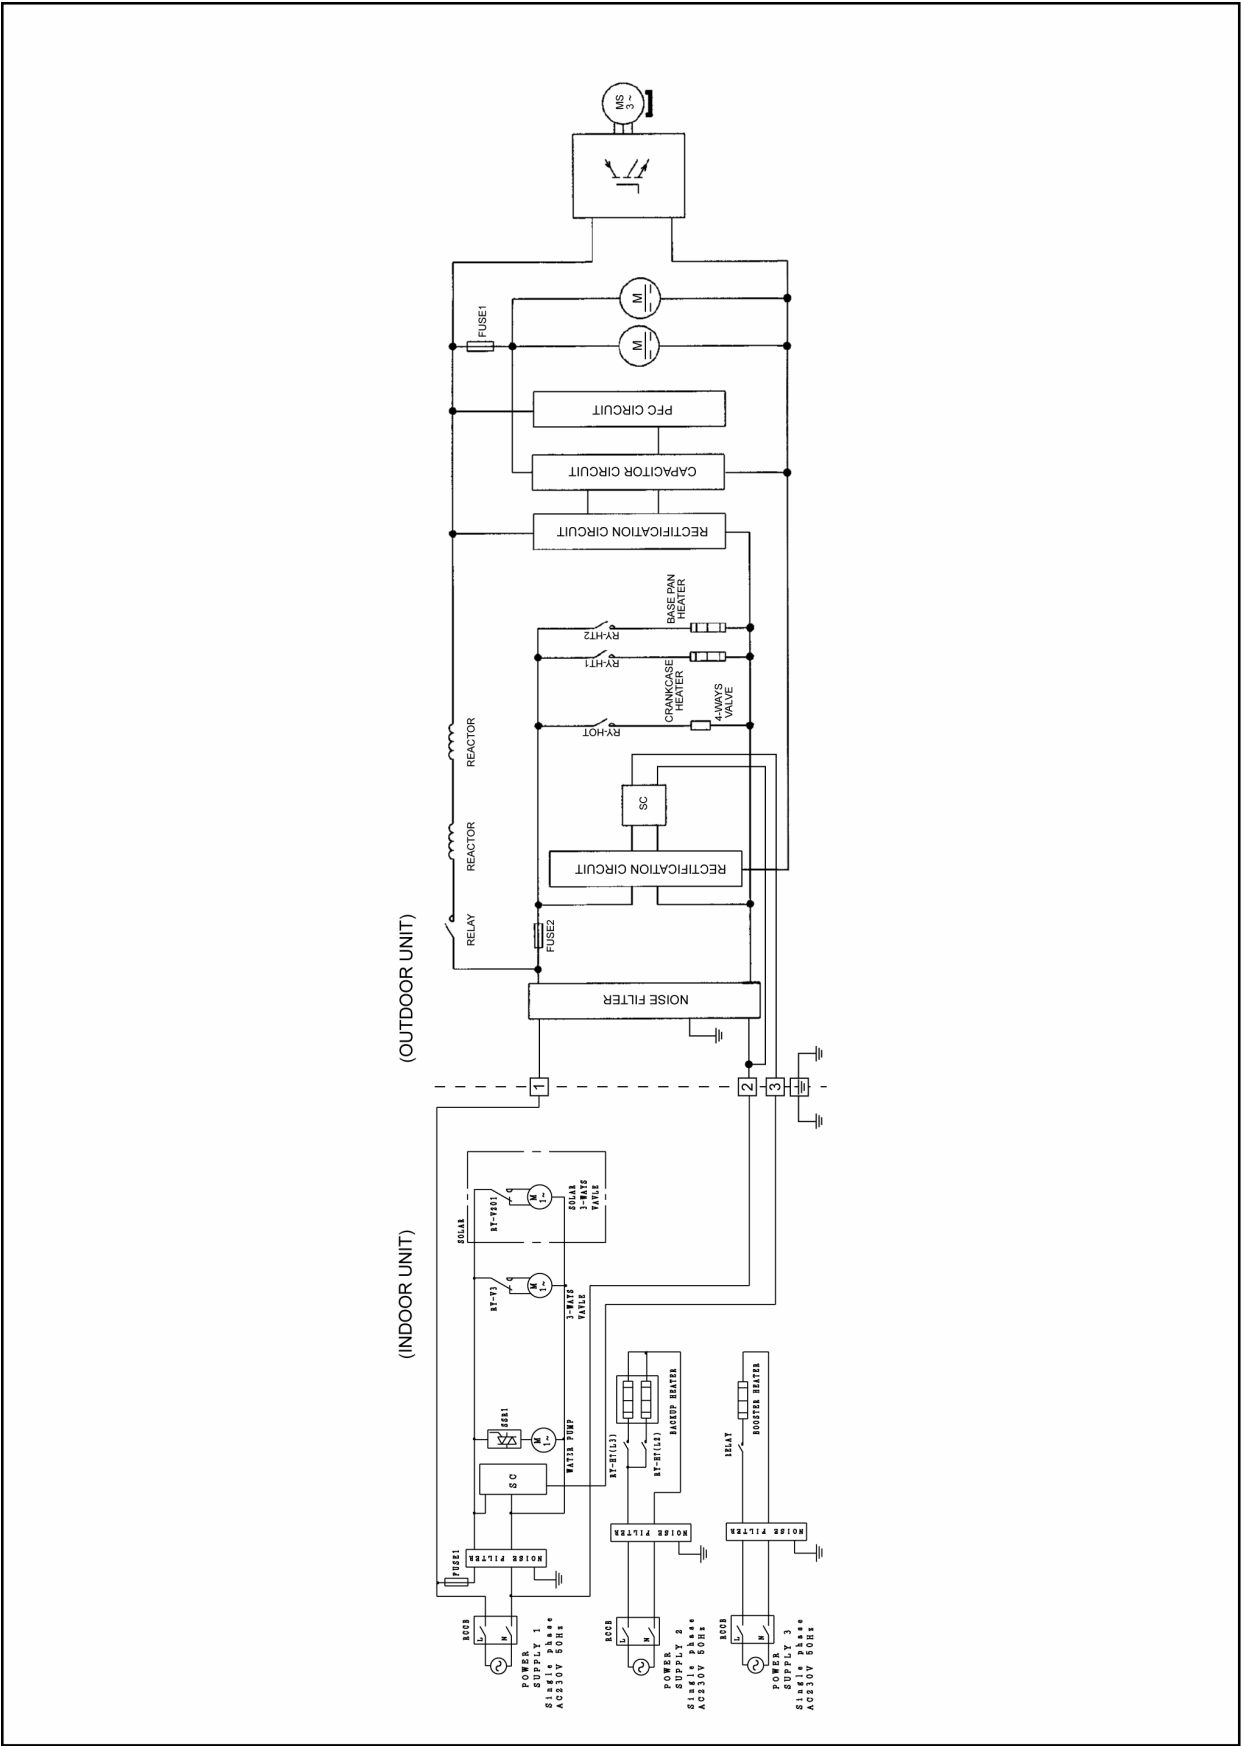 (OUTDOOR UNIT)
MS
3~
FUSE1
M
M
PFC CIRCUIT
CAPACITOR CIRCUIT
RECTIFICATION CIRCUIT
BASE PAN
HEATER
RY-HT2
RY-HT1
CRANKCASE
HEATER
RY-HOT
4-WAYS
VALVE
REACTOR
REACTOR
SC
RECTIFICATION CIRCUIT
RELAY
FUSE2
NOISE FILTER
1
2
3
(INDOOR UNIT)
SOLAR
RY-V201
M
1~
SOLAR
3-WAYS
VAVLE
RY-V3
M
1~
3-WAYS
VAVLE
SSR1
M
1~
WATER PUMP
SC
FUSE1
NOISE FILTER
RCCB
L
N
POWER
SUPPLY 1
Single phase
AC230V 50Hz
RY-HT(L3)
RY-HT(L2)
BACKUP HEATER
NOISE FILTER
RCCB
L
N
POWER
SUPPLY 2
Single phase
AC230V 50Hz
RELAY
BOOSTER HEATER
NOISE FILTER
RCCB
L
N
POWER
SUPPLY 3
Single phase
AC230V 50Hz